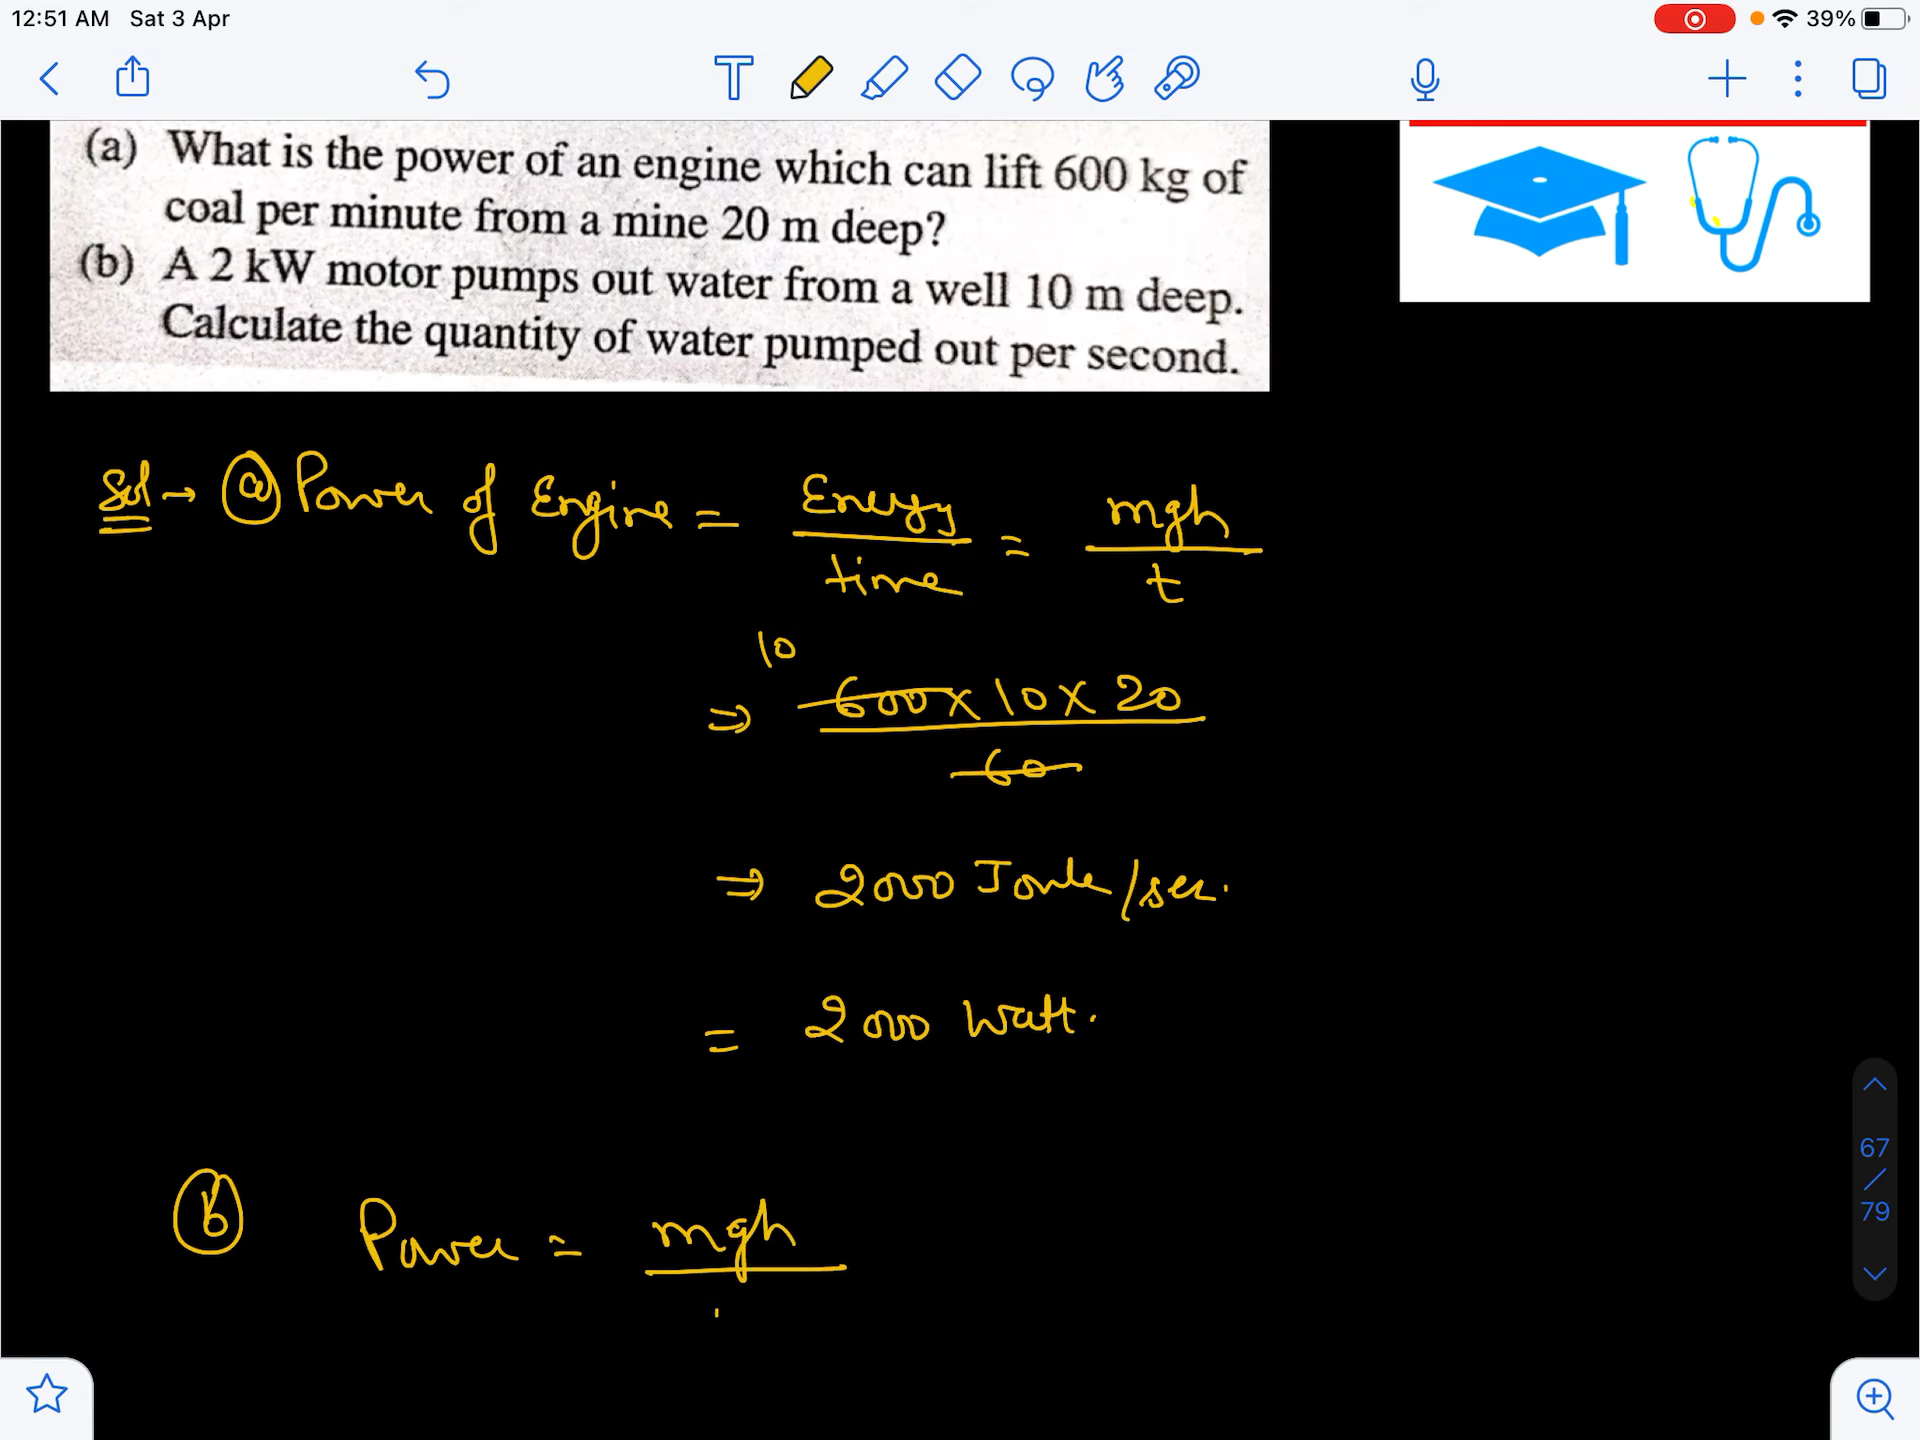 12:51 AM Sat 3 Apr
39%
(a) What is the power of an engine which can lift 600 kg of
coal per minute from a mine 20 m deep?
(b) A 2 kW motor pumps out water from a well 10 m deep.
Calculate the quantity of water pumped out per second.
Sol → (a) Power of Engine = Energy / time = mgh / t
10
⇒ 600 x 10 x 20 / 60
⇒ 2000 Joule/sec.
= 2000 Watt.
(b) Power = mgh
67
/
79